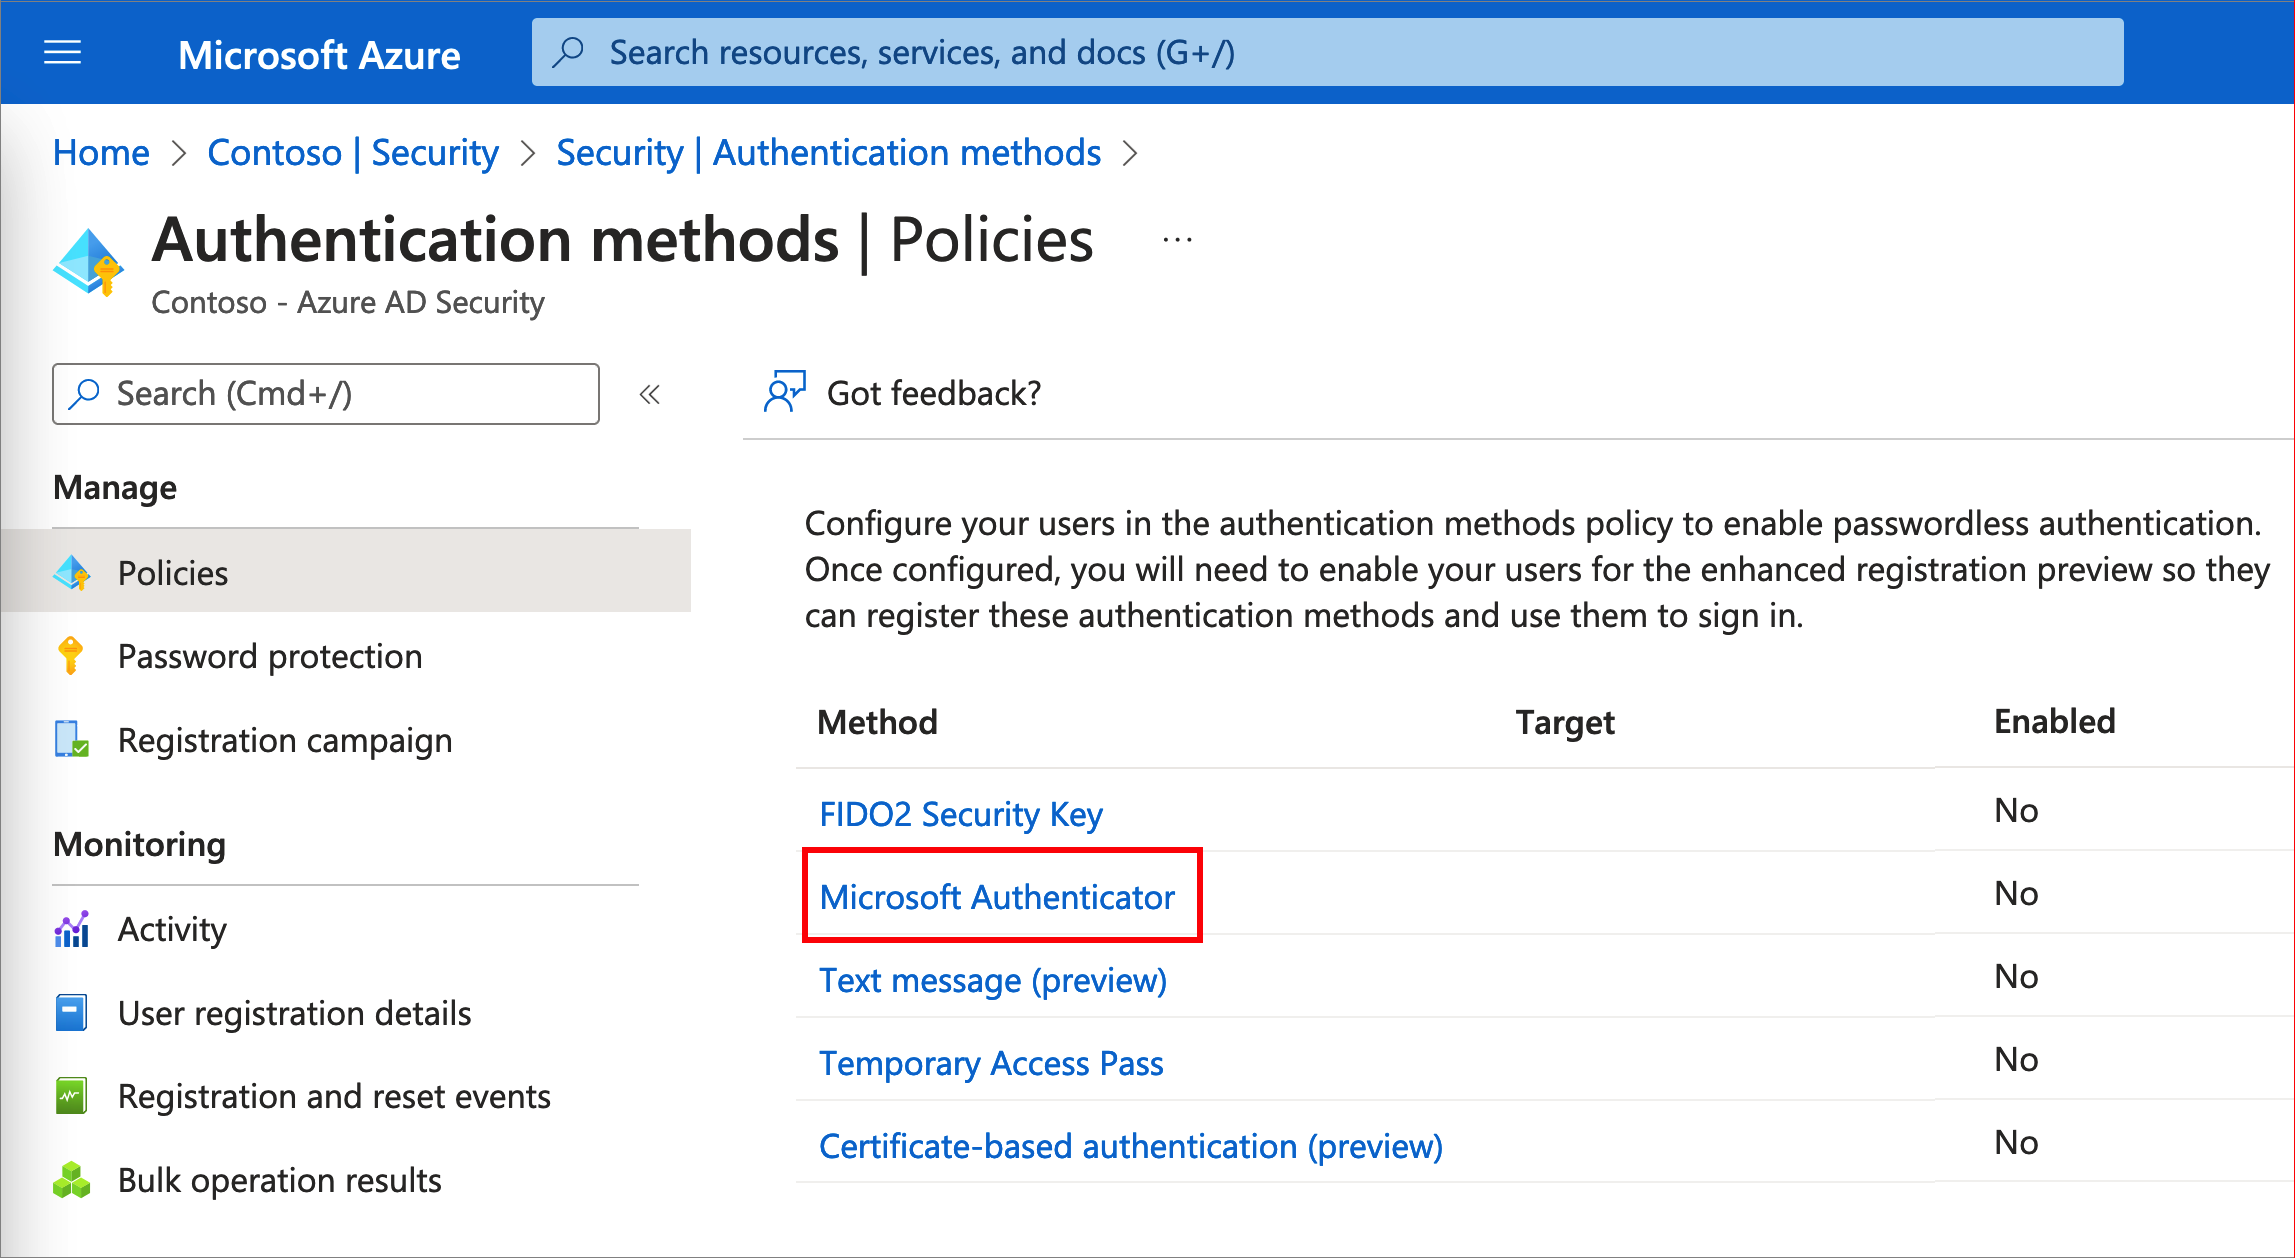 Microsoft Azure
Search resources, services, and docs (G+/)
Home > Contoso | Security > Security | Authentication methods >
Authentication methods | Policies ...
Contoso - Azure AD Security
Search (Cmd+/) «
Got feedback?
Manage
Policies
Password protection
Registration campaign
Monitoring
Activity
User registration details
Registration and reset events
Bulk operation results
Configure your users in the authentication methods policy to enable passwordless authentication.
Once configured, you will need to enable your users for the enhanced registration preview so they
can register these authentication methods and use them to sign in.
Method Target Enabled
FIDO2 Security Key No
Microsoft Authenticator No
Text message (preview) No
Temporary Access Pass No
Certificate-based authentication (preview) No